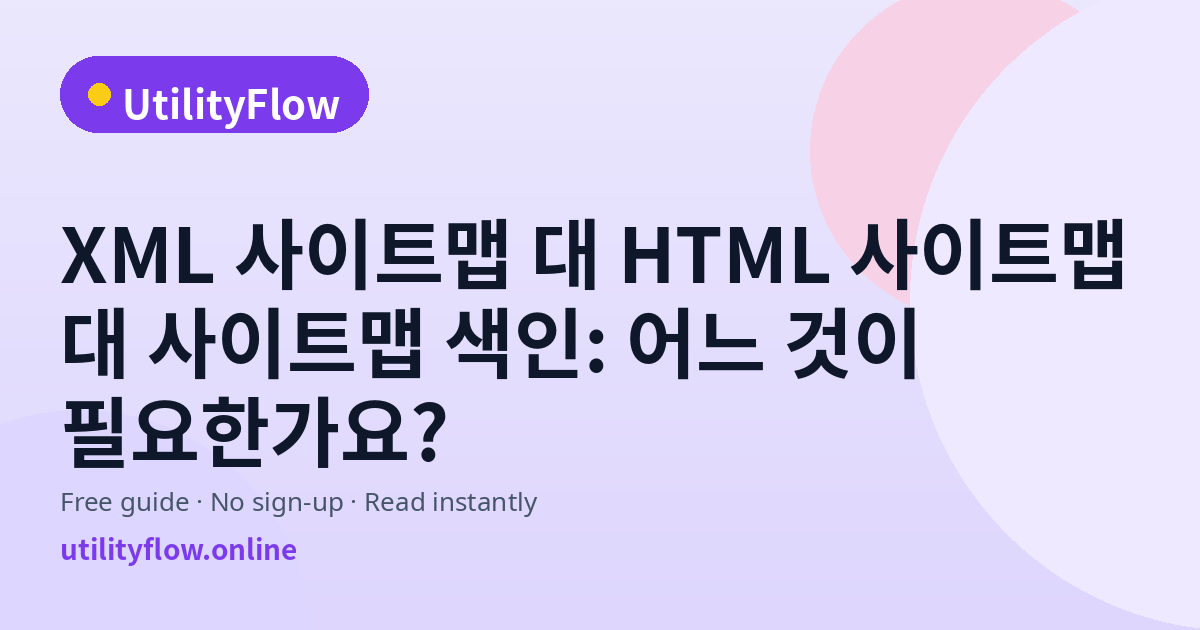 UtilityFlow
XML 사이트맵 대 HTML 사이트맵
대 사이트맵 색인: 어느 것이
필요한가요?
Free guide · No sign-up · Read instantly
utilityflow.online